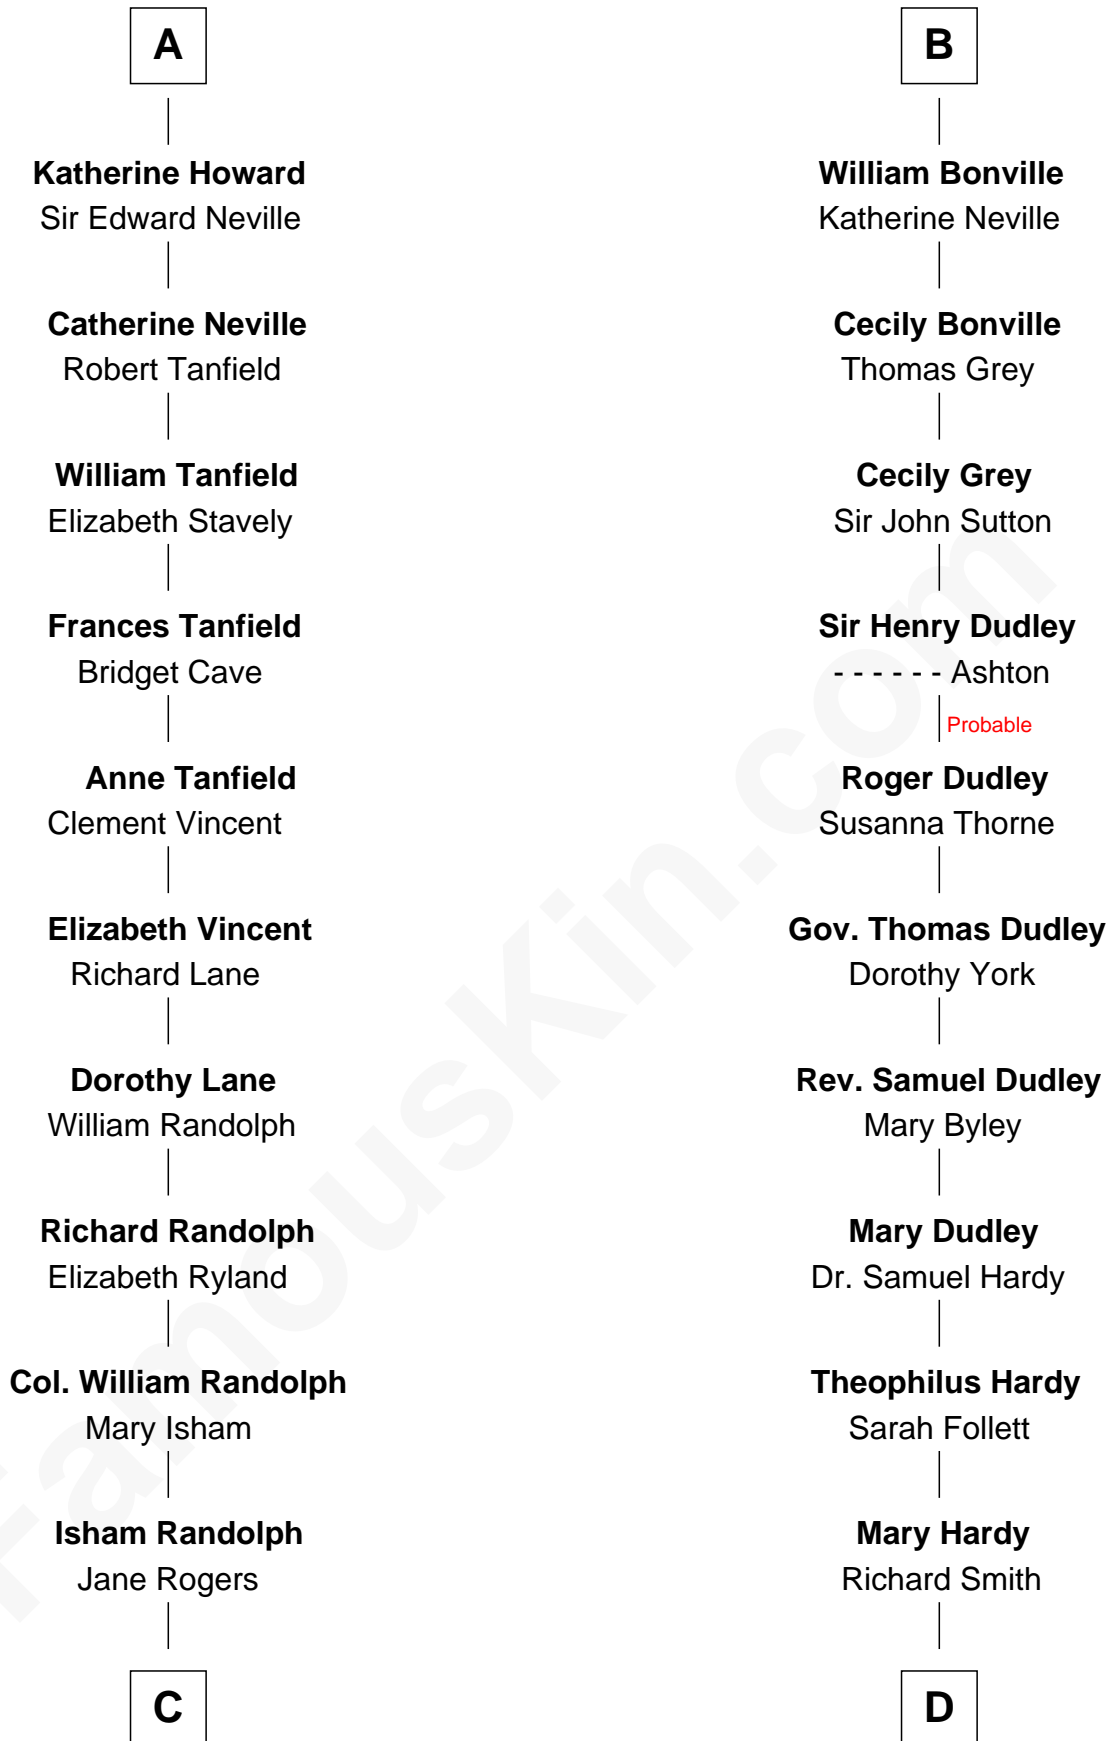 A
Katherine Howard
Sir Edward Neville
Catherine Neville
Robert Tanfield
William Tanfield
Elizabeth Stavely
Frances Tanfield
Bridget Cave
Anne Tanfield
Clement Vincent
Elizabeth Vincent
Richard Lane
Dorothy Lane
William Randolph
Richard Randolph
Elizabeth Ryland
Col. William Randolph
Mary Isham
Isham Randolph
Jane Rogers
C
B
William Bonville
Katherine Neville
Cecily Bonville
Thomas Grey
Cecily Grey
Sir John Sutton
Sir Henry Dudley
- - - - - - Ashton
Probable
Roger Dudley
Susanna Thorne
Gov. Thomas Dudley
Dorothy York
Rev. Samuel Dudley
Mary Byley
Mary Dudley
Dr. Samuel Hardy
Theophilus Hardy
Sarah Follett
Mary Hardy
Richard Smith
D
FamousKin.com